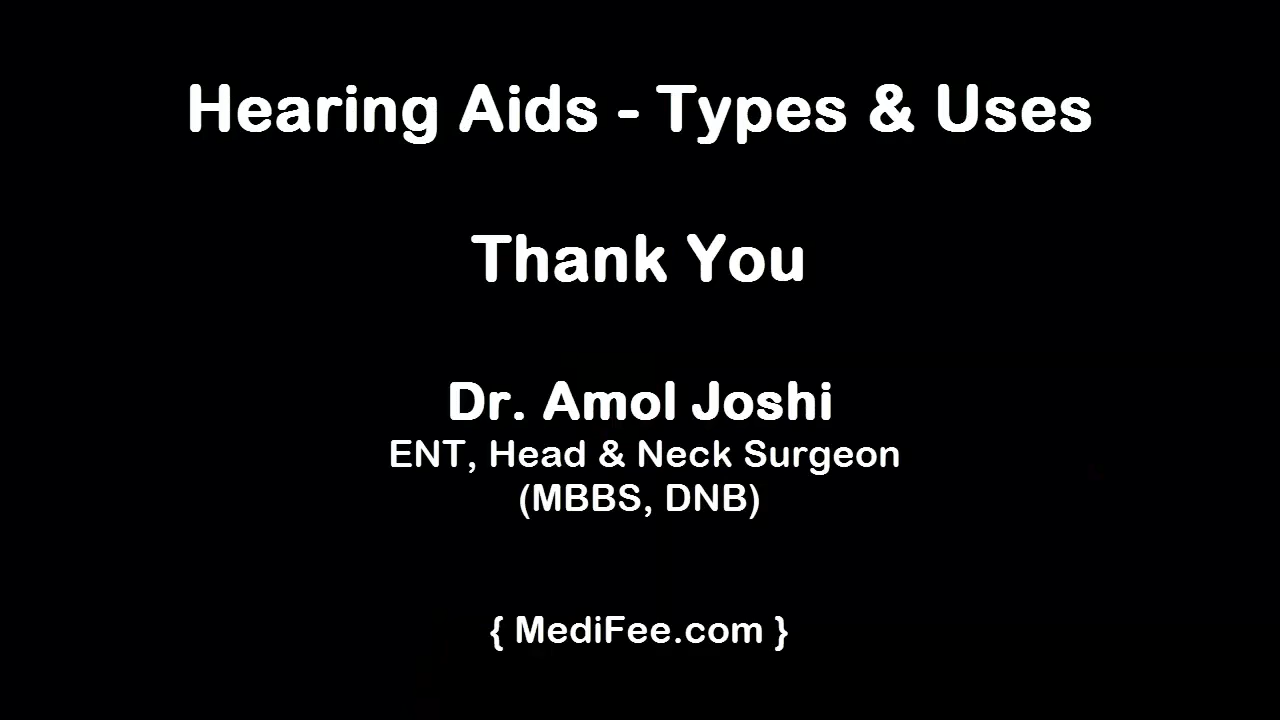 Hearing Aids - Types & Uses
Thank You
Dr. Amol Joshi
ENT, Head & Neck Surgeon
(MBBS, DNB)
{ MediFee.com }